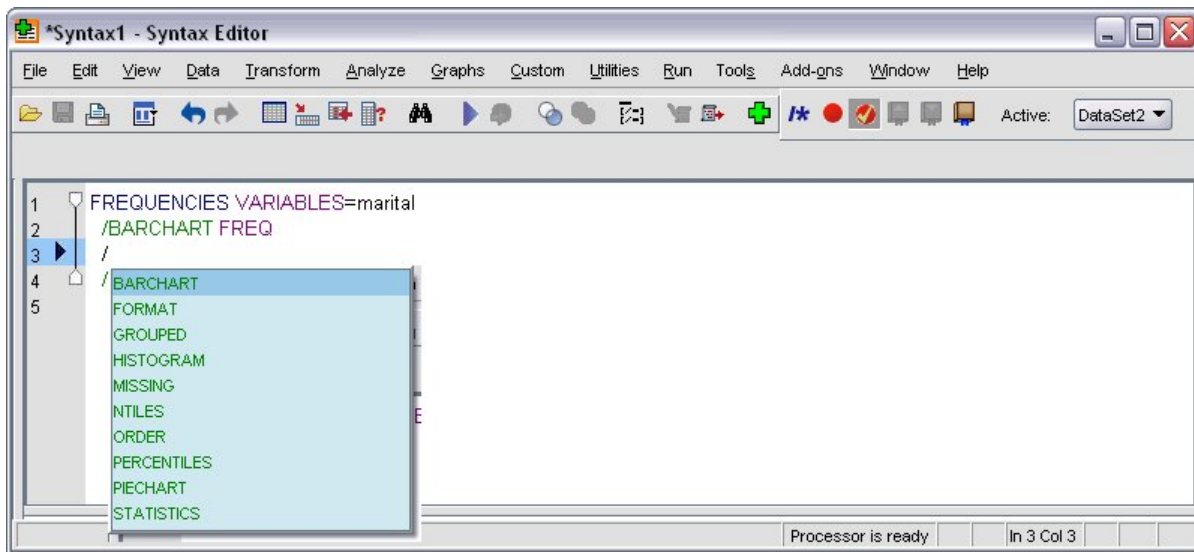 *Syntax1 - Syntax Editor
File Edit View Data Transform Analyze Graphs Custom Utilities Run Tools Add-ons Window Help
Active: DataSet2
1 FREQUENCIES VARIABLES=marital
2 /BARCHART FREQ
3 /
4 /
5
BARCHART
FORMAT
GROUPED
HISTOGRAM
MISSING
NTILES
ORDER
PERCENTILES
PIECHART
STATISTICS
Processor is ready In 3 Col 3